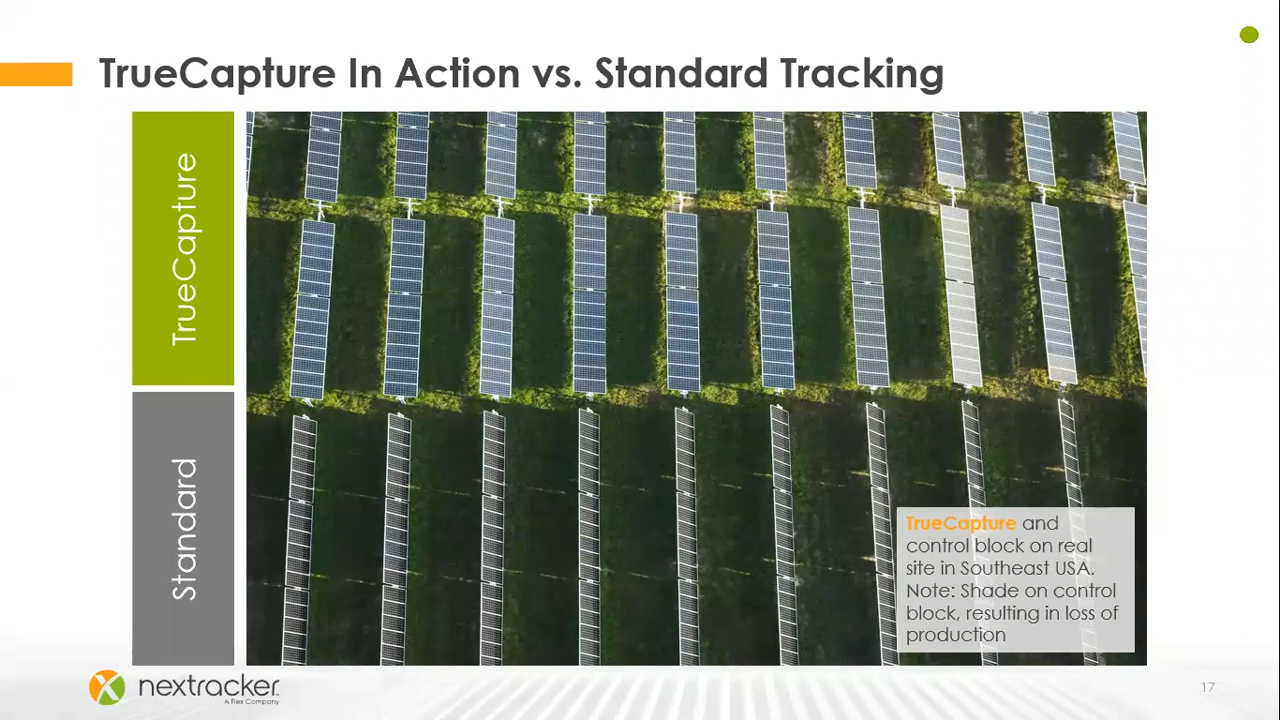 TrueCapture In Action vs. Standard Tracking
TrueCapture
Standard
TrueCapture and
control block on real
site in Southeast USA.
Note: Shade on control
block, resulting in loss of
production
nextracker
A Flex Company
17